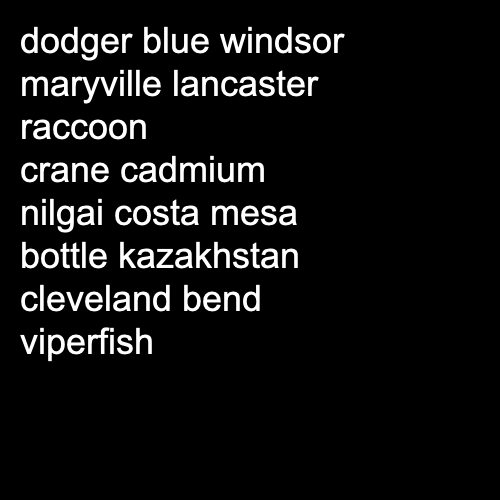 dodger blue windsor
maryville lancaster
raccoon
crane cadmium
nilgai costa mesa
bottle kazakhstan
cleveland bend
viperfish